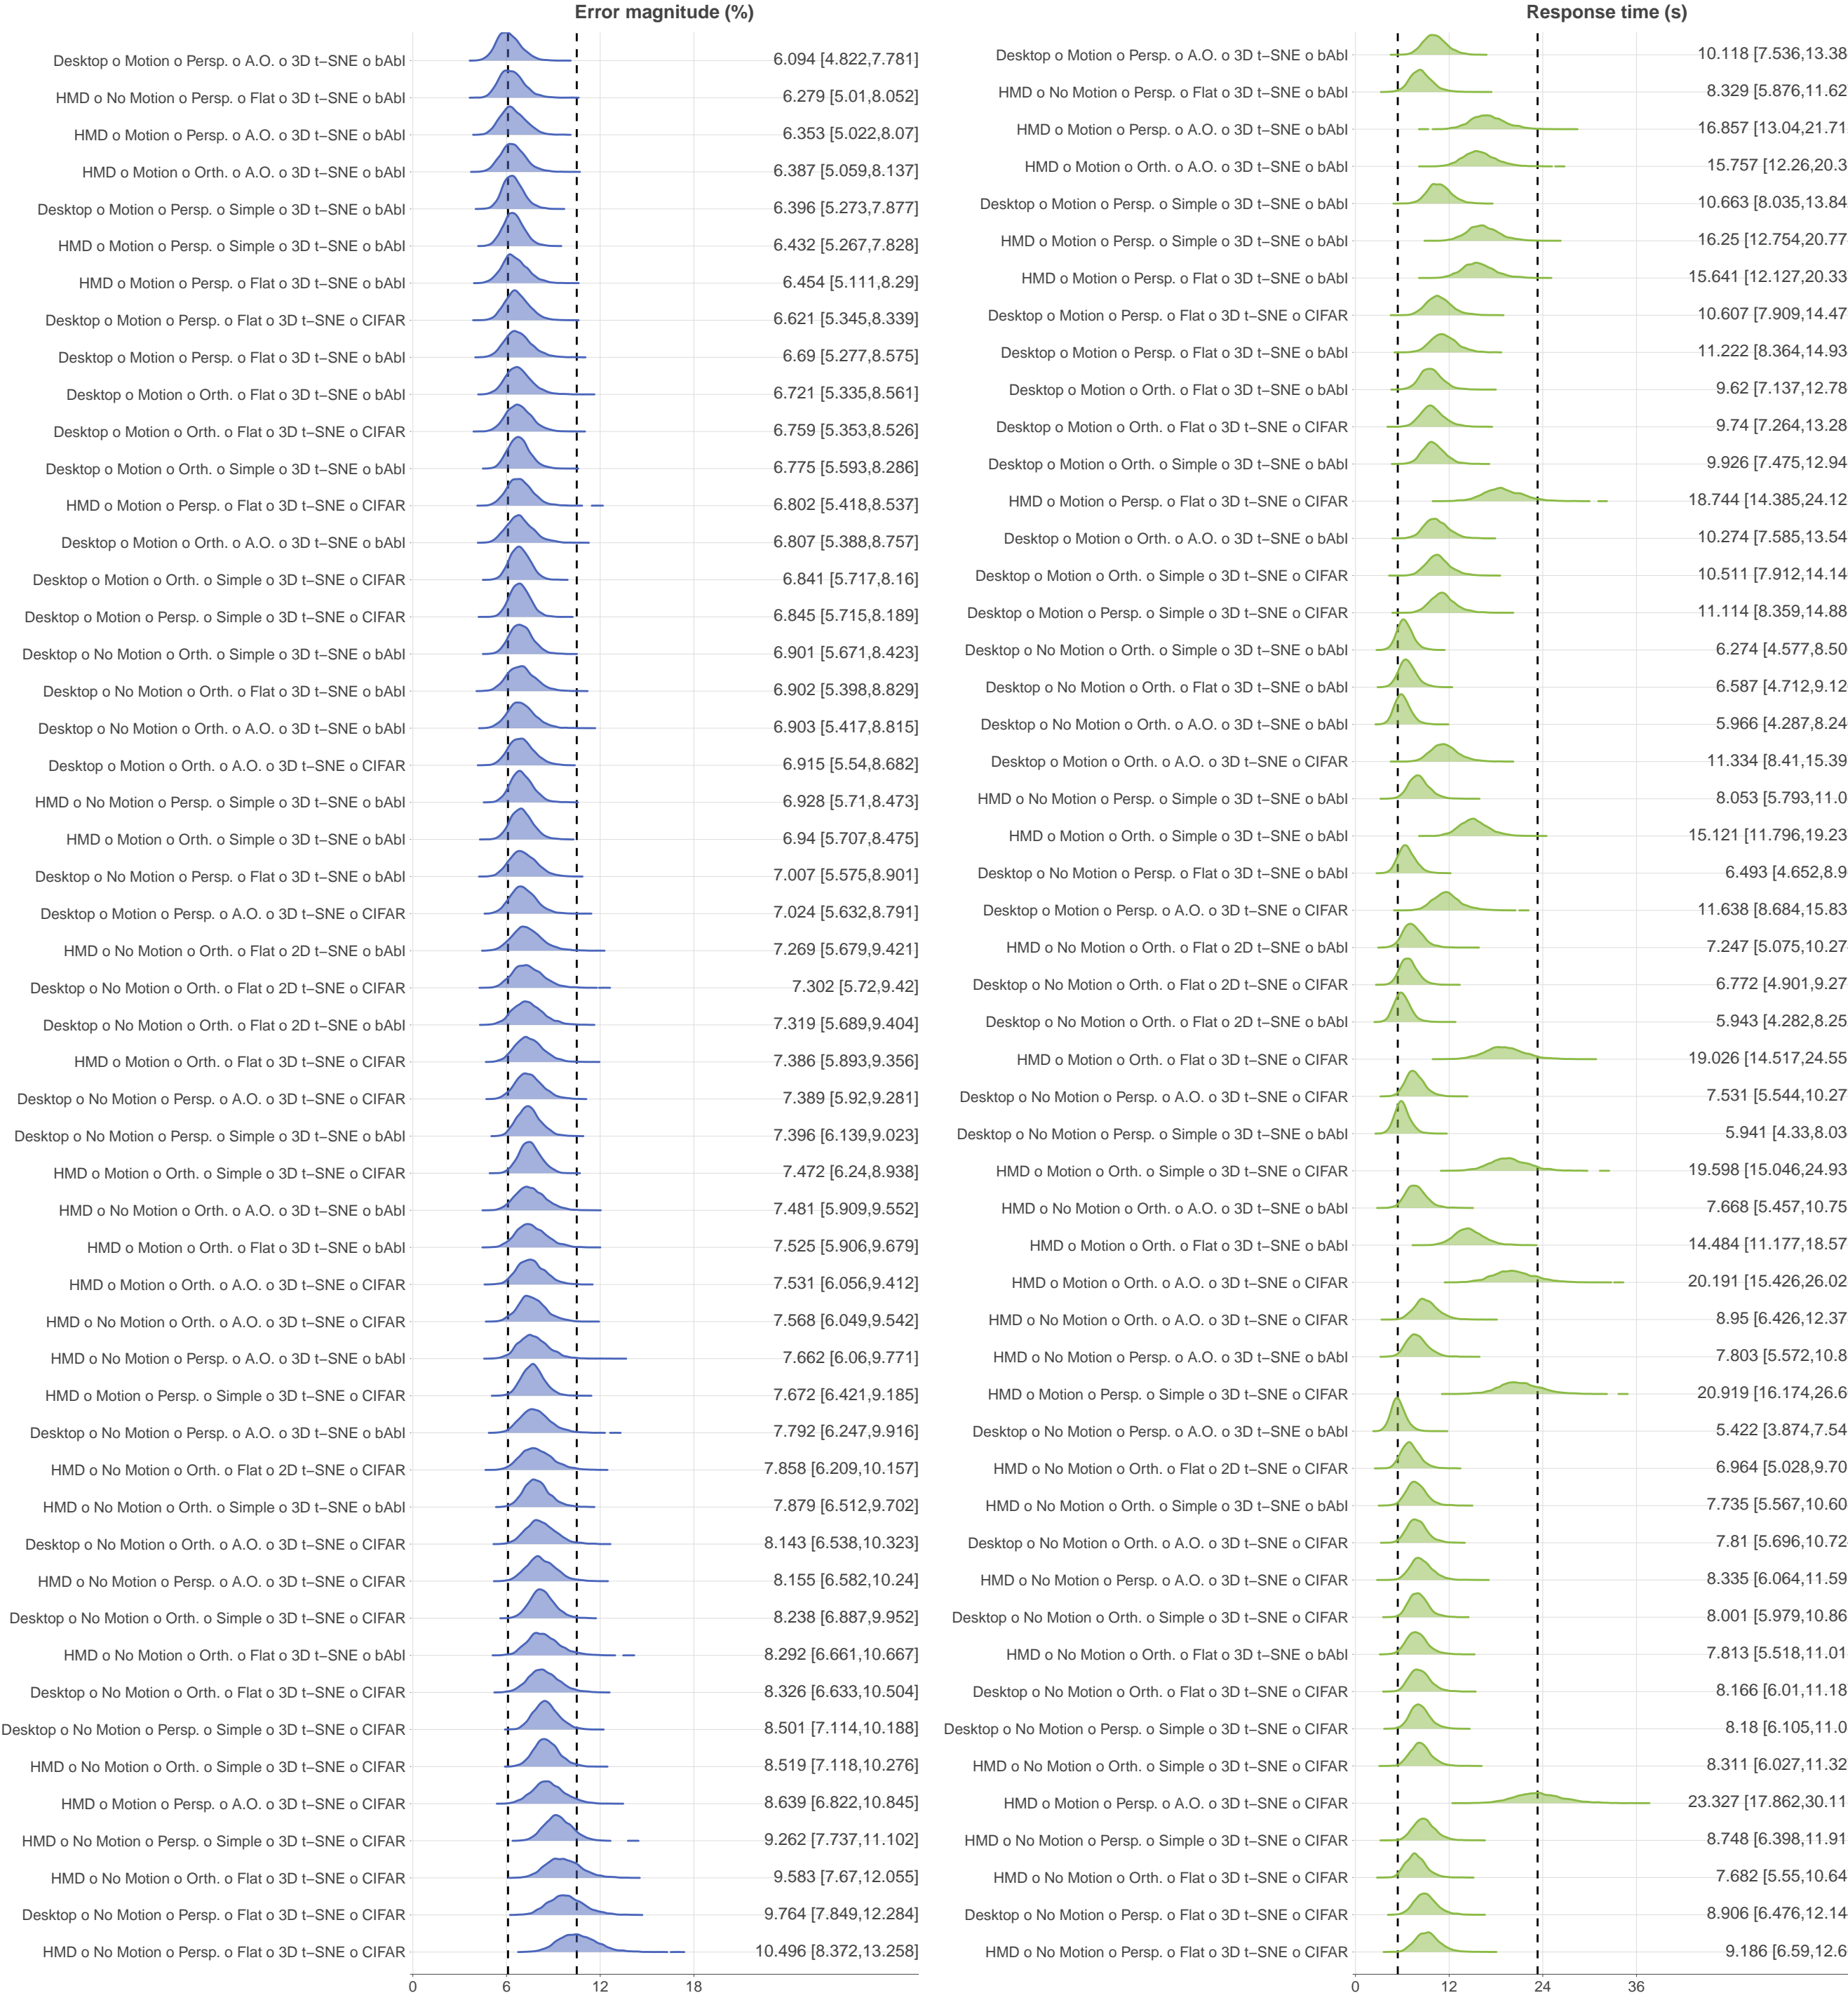 Error magnitude (%) Response time (s)
Desktop o Motion o Persp. o A.O. o 3D t−SNE o bAbI 6.094 [4.822,7.781] Desktop o Motion o Persp. o A.O. o 3D t−SNE o bAbI 10.118 [7.536,13.38
HMD o No Motion o Persp. o Flat o 3D t−SNE o bAbI 6.279 [5.01,8.052] HMD o No Motion o Persp. o Flat o 3D t−SNE o bAbI 8.329 [5.876,11.62
HMD o Motion o Persp. o A.O. o 3D t−SNE o bAbI 6.353 [5.022,8.07] HMD o Motion o Persp. o A.O. o 3D t−SNE o bAbI 16.857 [13.04,21.71
HMD o Motion o Orth. o A.O. o 3D t−SNE o bAbI 6.387 [5.059,8.137] HMD o Motion o Orth. o A.O. o 3D t−SNE o bAbI 15.757 [12.26,20.3
Desktop o Motion o Persp. o Simple o 3D t−SNE o bAbI 6.396 [5.273,7.877] Desktop o Motion o Persp. o Simple o 3D t−SNE o bAbI 10.663 [8.035,13.84
HMD o Motion o Persp. o Simple o 3D t−SNE o bAbI 6.432 [5.267,7.828] HMD o Motion o Persp. o Simple o 3D t−SNE o bAbI 16.25 [12.754,20.77
HMD o Motion o Persp. o Flat o 3D t−SNE o bAbI 6.454 [5.111,8.29] HMD o Motion o Persp. o Flat o 3D t−SNE o bAbI 15.641 [12.127,20.33
Desktop o Motion o Persp. o Flat o 3D t−SNE o CIFAR 6.621 [5.345,8.339] Desktop o Motion o Persp. o Flat o 3D t−SNE o CIFAR 10.607 [7.909,14.47
Desktop o Motion o Persp. o Flat o 3D t−SNE o bAbI 6.69 [5.277,8.575] Desktop o Motion o Persp. o Flat o 3D t−SNE o bAbI 11.222 [8.364,14.93
Desktop o Motion o Orth. o Flat o 3D t−SNE o bAbI 6.721 [5.335,8.561] Desktop o Motion o Orth. o Flat o 3D t−SNE o bAbI 9.62 [7.137,12.78
Desktop o Motion o Orth. o Flat o 3D t−SNE o CIFAR 6.759 [5.353,8.526] Desktop o Motion o Orth. o Flat o 3D t−SNE o CIFAR 9.74 [7.264,13.28
Desktop o Motion o Orth. o Simple o 3D t−SNE o bAbI 6.775 [5.593,8.286] Desktop o Motion o Orth. o Simple o 3D t−SNE o bAbI 9.926 [7.475,12.94
HMD o Motion o Persp. o Flat o 3D t−SNE o CIFAR 6.802 [5.418,8.537] HMD o Motion o Persp. o Flat o 3D t−SNE o CIFAR 18.744 [14.385,24.12
Desktop o Motion o Orth. o A.O. o 3D t−SNE o bAbI 6.807 [5.388,8.757] Desktop o Motion o Orth. o A.O. o 3D t−SNE o bAbI 10.274 [7.585,13.54
Desktop o Motion o Orth. o Simple o 3D t−SNE o CIFAR 6.841 [5.717,8.16] Desktop o Motion o Orth. o Simple o 3D t−SNE o CIFAR 10.511 [7.912,14.14
Desktop o Motion o Persp. o Simple o 3D t−SNE o CIFAR 6.845 [5.715,8.189] Desktop o Motion o Persp. o Simple o 3D t−SNE o CIFAR 11.114 [8.359,14.88
Desktop o No Motion o Orth. o Simple o 3D t−SNE o bAbI 6.901 [5.671,8.423] Desktop o No Motion o Orth. o Simple o 3D t−SNE o bAbI 6.274 [4.577,8.50
Desktop o No Motion o Orth. o Flat o 3D t−SNE o bAbI 6.902 [5.398,8.829] Desktop o No Motion o Orth. o Flat o 3D t−SNE o bAbI 6.587 [4.712,9.12
Desktop o No Motion o Orth. o A.O. o 3D t−SNE o bAbI 6.903 [5.417,8.815] Desktop o No Motion o Orth. o A.O. o 3D t−SNE o bAbI 5.966 [4.287,8.24
Desktop o Motion o Orth. o A.O. o 3D t−SNE o CIFAR 6.915 [5.54,8.682] Desktop o Motion o Orth. o A.O. o 3D t−SNE o CIFAR 11.334 [8.41,15.39
HMD o No Motion o Persp. o Simple o 3D t−SNE o bAbI 6.928 [5.71,8.473] HMD o No Motion o Persp. o Simple o 3D t−SNE o bAbI 8.053 [5.793,11.0
HMD o Motion o Orth. o Simple o 3D t−SNE o bAbI 6.94 [5.707,8.475] HMD o Motion o Orth. o Simple o 3D t−SNE o bAbI 15.121 [11.796,19.23
Desktop o No Motion o Persp. o Flat o 3D t−SNE o bAbI 7.007 [5.575,8.901] Desktop o No Motion o Persp. o Flat o 3D t−SNE o bAbI 6.493 [4.652,8.9
Desktop o Motion o Persp. o A.O. o 3D t−SNE o CIFAR 7.024 [5.632,8.791] Desktop o Motion o Persp. o A.O. o 3D t−SNE o CIFAR 11.638 [8.684,15.83
HMD o No Motion o Orth. o Flat o 2D t−SNE o bAbI 7.269 [5.679,9.421] HMD o No Motion o Orth. o Flat o 2D t−SNE o bAbI 7.247 [5.075,10.27
Desktop o No Motion o Orth. o Flat o 2D t−SNE o CIFAR 7.302 [5.72,9.42] Desktop o No Motion o Orth. o Flat o 2D t−SNE o CIFAR 6.772 [4.901,9.27
Desktop o No Motion o Orth. o Flat o 2D t−SNE o bAbI 7.319 [5.689,9.404] Desktop o No Motion o Orth. o Flat o 2D t−SNE o bAbI 5.943 [4.282,8.25
HMD o Motion o Orth. o Flat o 3D t−SNE o CIFAR 7.386 [5.893,9.356] HMD o Motion o Orth. o Flat o 3D t−SNE o CIFAR 19.026 [14.517,24.55
Desktop o No Motion o Persp. o A.O. o 3D t−SNE o CIFAR 7.389 [5.92,9.281] Desktop o No Motion o Persp. o A.O. o 3D t−SNE o CIFAR 7.531 [5.544,10.27
Desktop o No Motion o Persp. o Simple o 3D t−SNE o bAbI 7.396 [6.139,9.023] Desktop o No Motion o Persp. o Simple o 3D t−SNE o bAbI 5.941 [4.33,8.03
HMD o Motion o Orth. o Simple o 3D t−SNE o CIFAR 7.472 [6.24,8.938] HMD o Motion o Orth. o Simple o 3D t−SNE o CIFAR 19.598 [15.046,24.93
HMD o No Motion o Orth. o A.O. o 3D t−SNE o bAbI 7.481 [5.909,9.552] HMD o No Motion o Orth. o A.O. o 3D t−SNE o bAbI 7.668 [5.457,10.75
HMD o Motion o Orth. o Flat o 3D t−SNE o bAbI 7.525 [5.906,9.679] HMD o Motion o Orth. o Flat o 3D t−SNE o bAbI 14.484 [11.177,18.57
HMD o Motion o Orth. o A.O. o 3D t−SNE o CIFAR 7.531 [6.056,9.412] HMD o Motion o Orth. o A.O. o 3D t−SNE o CIFAR 20.191 [15.426,26.02
HMD o No Motion o Orth. o A.O. o 3D t−SNE o CIFAR 7.568 [6.049,9.542] HMD o No Motion o Orth. o A.O. o 3D t−SNE o CIFAR 8.95 [6.426,12.37
HMD o No Motion o Persp. o A.O. o 3D t−SNE o bAbI 7.662 [6.06,9.771] HMD o No Motion o Persp. o A.O. o 3D t−SNE o bAbI 7.803 [5.572,10.8
HMD o Motion o Persp. o Simple o 3D t−SNE o CIFAR 7.672 [6.421,9.185] HMD o Motion o Persp. o Simple o 3D t−SNE o CIFAR 20.919 [16.174,26.6
Desktop o No Motion o Persp. o A.O. o 3D t−SNE o bAbI 7.792 [6.247,9.916] Desktop o No Motion o Persp. o A.O. o 3D t−SNE o bAbI 5.422 [3.874,7.54
HMD o No Motion o Orth. o Flat o 2D t−SNE o CIFAR 7.858 [6.209,10.157] HMD o No Motion o Orth. o Flat o 2D t−SNE o CIFAR 6.964 [5.028,9.70
HMD o No Motion o Orth. o Simple o 3D t−SNE o bAbI 7.879 [6.512,9.702] HMD o No Motion o Orth. o Simple o 3D t−SNE o bAbI 7.735 [5.567,10.60
Desktop o No Motion o Orth. o A.O. o 3D t−SNE o CIFAR 8.143 [6.538,10.323] Desktop o No Motion o Orth. o A.O. o 3D t−SNE o CIFAR 7.81 [5.696,10.72
HMD o No Motion o Persp. o A.O. o 3D t−SNE o CIFAR 8.155 [6.582,10.24] HMD o No Motion o Persp. o A.O. o 3D t−SNE o CIFAR 8.335 [6.064,11.59
Desktop o No Motion o Orth. o Simple o 3D t−SNE o CIFAR 8.238 [6.887,9.952] Desktop o No Motion o Orth. o Simple o 3D t−SNE o CIFAR 8.001 [5.979,10.86
HMD o No Motion o Orth. o Flat o 3D t−SNE o bAbI 8.292 [6.661,10.667] HMD o No Motion o Orth. o Flat o 3D t−SNE o bAbI 7.813 [5.518,11.01
Desktop o No Motion o Orth. o Flat o 3D t−SNE o CIFAR 8.326 [6.633,10.504] Desktop o No Motion o Orth. o Flat o 3D t−SNE o CIFAR 8.166 [6.01,11.18
Desktop o No Motion o Persp. o Simple o 3D t−SNE o CIFAR 8.501 [7.114,10.188] Desktop o No Motion o Persp. o Simple o 3D t−SNE o CIFAR 8.18 [6.105,11.0
HMD o No Motion o Orth. o Simple o 3D t−SNE o CIFAR 8.519 [7.118,10.276] HMD o No Motion o Orth. o Simple o 3D t−SNE o CIFAR 8.311 [6.027,11.32
HMD o Motion o Persp. o A.O. o 3D t−SNE o CIFAR 8.639 [6.822,10.845] HMD o Motion o Persp. o A.O. o 3D t−SNE o CIFAR 23.327 [17.862,30.11
HMD o No Motion o Persp. o Simple o 3D t−SNE o CIFAR 9.262 [7.737,11.102] HMD o No Motion o Persp. o Simple o 3D t−SNE o CIFAR 8.748 [6.398,11.91
HMD o No Motion o Orth. o Flat o 3D t−SNE o CIFAR 9.583 [7.67,12.055] HMD o No Motion o Orth. o Flat o 3D t−SNE o CIFAR 7.682 [5.55,10.64
Desktop o No Motion o Persp. o Flat o 3D t−SNE o CIFAR 9.764 [7.849,12.284] Desktop o No Motion o Persp. o Flat o 3D t−SNE o CIFAR 8.906 [6.476,12.14
HMD o No Motion o Persp. o Flat o 3D t−SNE o CIFAR 10.496 [8.372,13.258] HMD o No Motion o Persp. o Flat o 3D t−SNE o CIFAR 9.186 [6.59,12.6
0 6 12 18 0 12 24 36